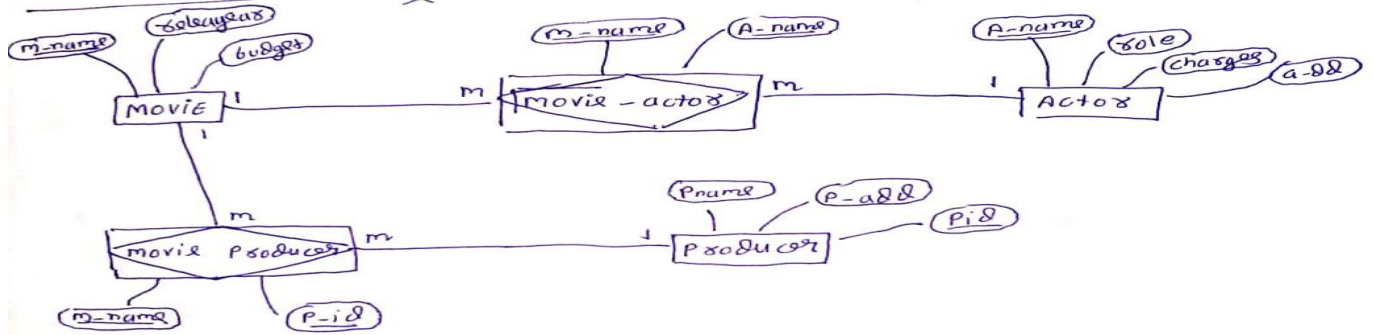 m-name
releayear
budget
m-name
A-name
A-name
role
charges
a-dd
MOVIE
1
m
movie-actor
m
1
Actor
1
m
movie Producer
m
1
Producer
Pname
P-add
Pid
m-name
P-id